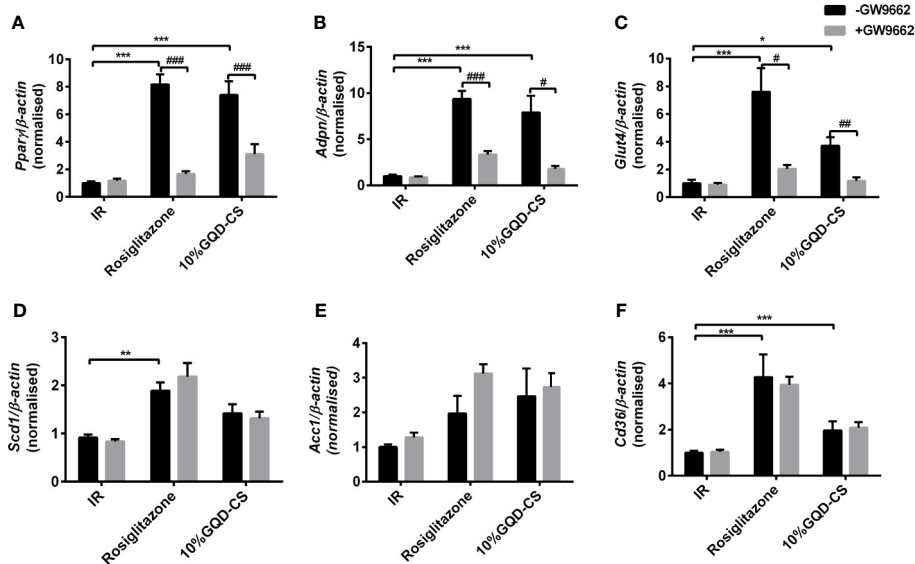 -GW9662
+GW9662
A
Pparγ/β-actin
(normalised)
10
8
6
4
2
0
***
***
###
###
IR
Rosiglitazone
10%GQD-CS
B
Adpn/β-actin
(normalised)
15
10
5
0
***
***
###
#
IR
Rosiglitazone
10%GQD-CS
C
Glut4/β-actin
(normalised)
10
8
6
4
2
0
*
***
#
##
IR
Rosiglitazone
10%GQD-CS
D
Scd1/β-actin
(normalised)
3
2
1
0
**
IR
Rosiglitazone
10%GQD-CS
E
Acc1/β-actin
(normalised)
4
3
2
1
0
IR
Rosiglitazone
10%GQD-CS
F
Cd36/β-actin
(normalised)
6
4
2
0
***
***
IR
Rosiglitazone
10%GQD-CS